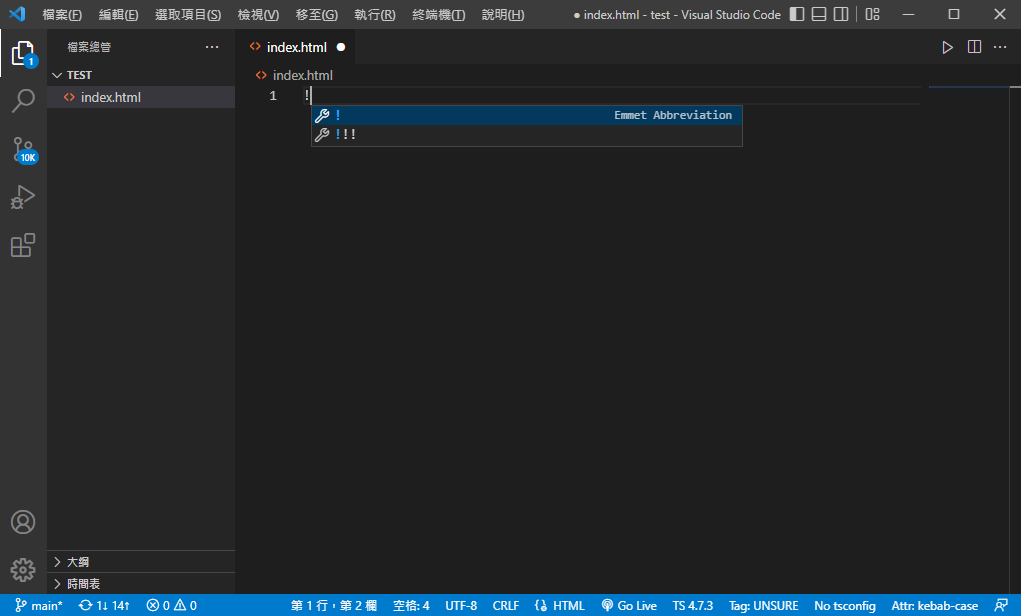 檔案(F) 編輯(E) 選取項目(S) 檢視(V) 移至(G) 執行(R) 終端機(T) 說明(H) ● index.html - test - Visual Studio Code
檔案總管 ···
index.html ●
TEST
index.html
index.html
1 !
! Emmet Abbreviation
!!!
1
10K
大綱
時間表
main* 1↓ 14↑ 0 0 第 1 行，第 2 欄 空格: 4 UTF-8 CRLF HTML Go Live TS 4.7.3 Tag: UNSURE No tsconfig Attr: kebab-case